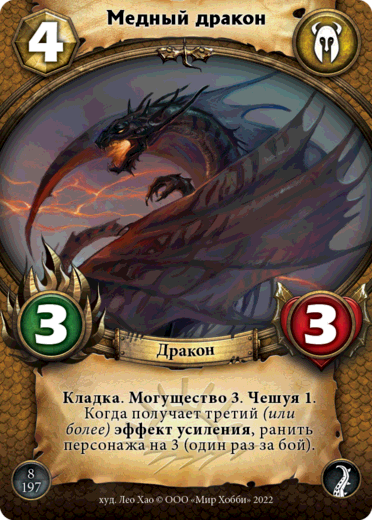 Медный дракон
4
3
3
Дракон
Кладка. Могущество 3. Чешуя 1.
Когда получает третий (или
более) эффект усиления, ранить
персонажа на 3 (один раз за бой).
8
197
худ. Лео Хао © ООО «Мир Хобби» 2022